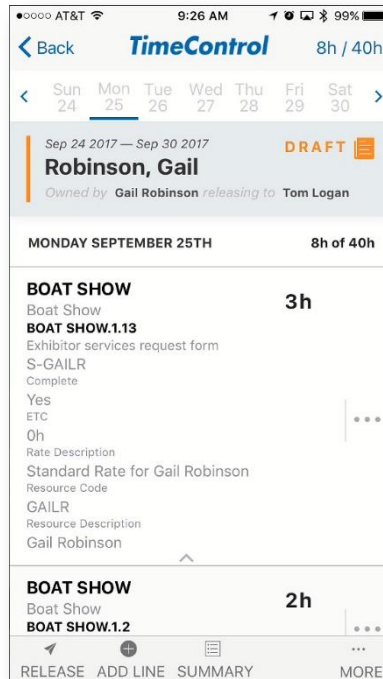 AT&T 9:26 AM 99%
Back TimeControl 8h / 40h
Sun Mon Tue Wed Thu Fri Sat
24 25 26 27 28 29 30
Sep 24 2017 — Sep 30 2017
DRAFT
Robinson, Gail
Owned by Gail Robinson releasing to Tom Logan
MONDAY SEPTEMBER 25TH 8h of 40h
BOAT SHOW
3h
Boat Show
BOAT SHOW.1.13
Exhibitor services request form
S-GAILR
Complete
Yes
ETC
0h
Rate Description
Standard Rate for Gail Robinson
Resource Code
GAILR
Resource Description
Gail Robinson
BOAT SHOW
2h
Boat Show
BOAT SHOW.1.2
RELEASE ADD LINE SUMMARY MORE